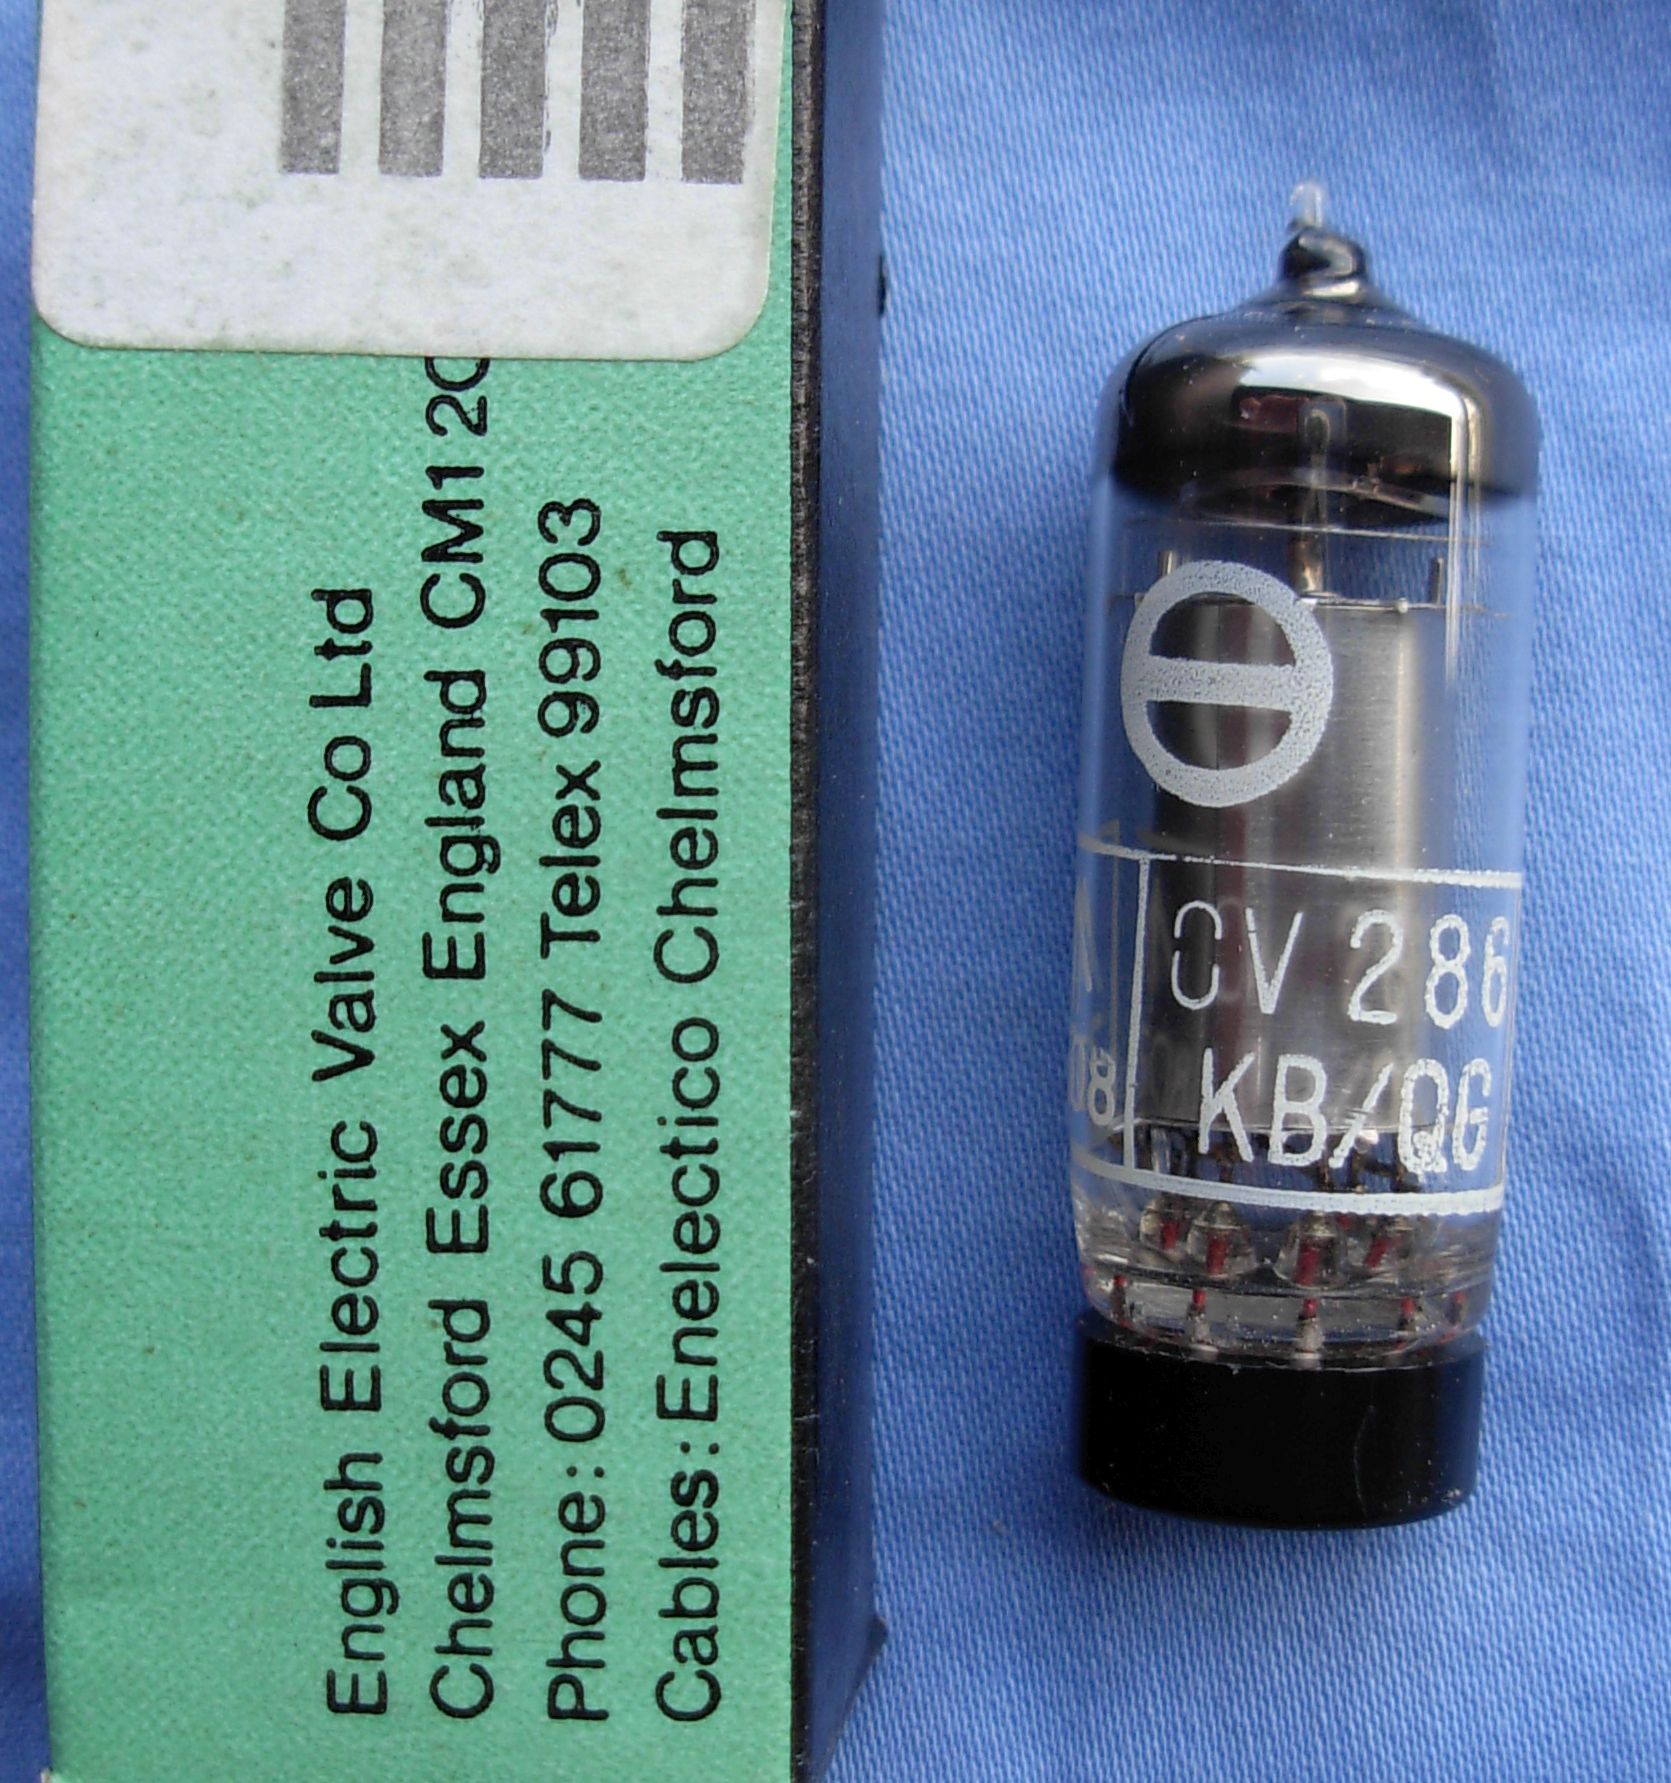 English Electric Valve Co Ltd
Chelmsford Essex England CM1 2
Phone: 0245 61777 Telex 99103
Cables: Enelectico Chelmsford
CV 286
KB/QG